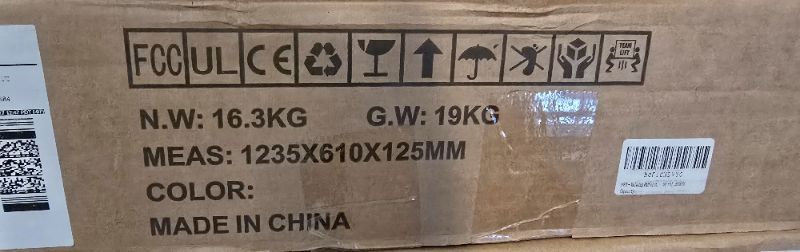 FCC UL CE TEAM LIFT
N.W: 16.3KG G.W: 19KG
MEAS: 1235X610X125MM
COLOR:
MADE IN CHINA